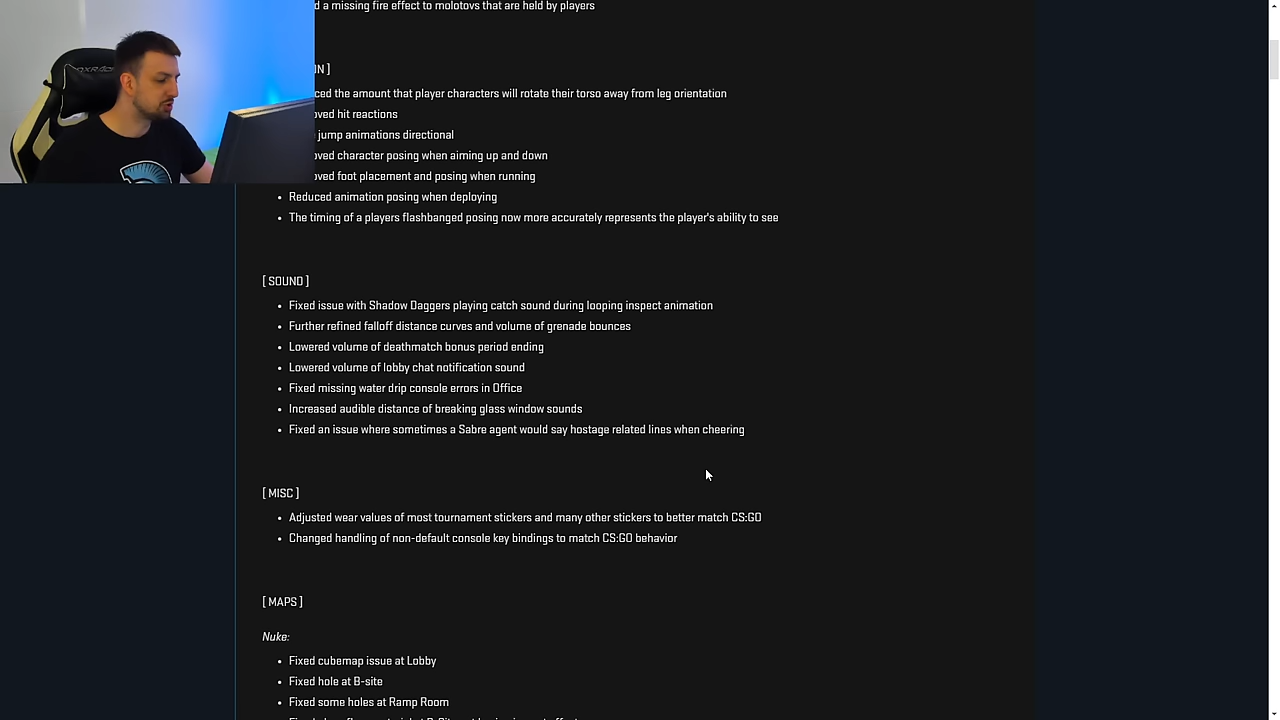 d a missing fire effect to molotovs that are held by players
ON ]
ced the amount that player characters will rotate their torso away from leg orientation
oved hit reactions
jump animations directional
oved character posing when aiming up and down
oved foot placement and posing when running
• Reduced animation posing when deploying
• The timing of a players flashbanged posing now more accurately represents the player's ability to see
[ SOUND ]
• Fixed issue with Shadow Daggers playing catch sound during looping inspect animation
• Further refined falloff distance curves and volume of grenade bounces
• Lowered volume of deathmatch bonus period ending
• Lowered volume of lobby chat notification sound
• Fixed missing water drip console errors in Office
• Increased audible distance of breaking glass window sounds
• Fixed an issue where sometimes a Sabre agent would say hostage related lines when cheering
[ MISC ]
• Adjusted wear values of most tournament stickers and many other stickers to better match CS:GO
• Changed handling of non-default console key bindings to match CS:GO behavior
[ MAPS ]
Nuke:
• Fixed cubemap issue at Lobby
• Fixed hole at B-site
• Fixed some holes at Ramp Room